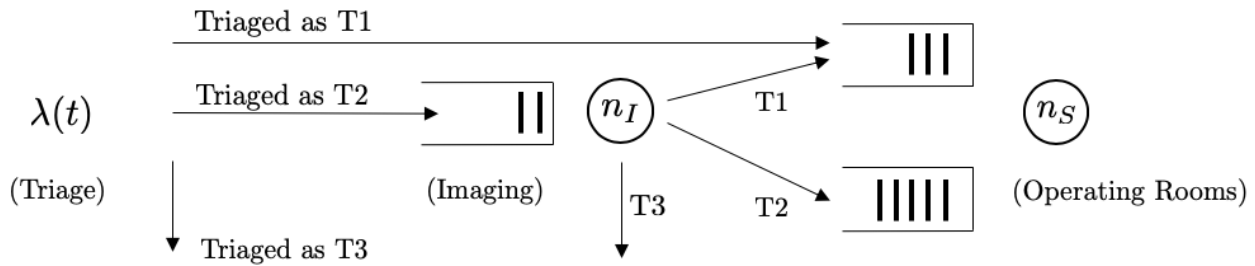 Triaged as T1
Triaged as T2
λ(t)
n_I
T1
n_S
(Triage)
(Imaging)
T3
T2
(Operating Rooms)
Triaged as T3